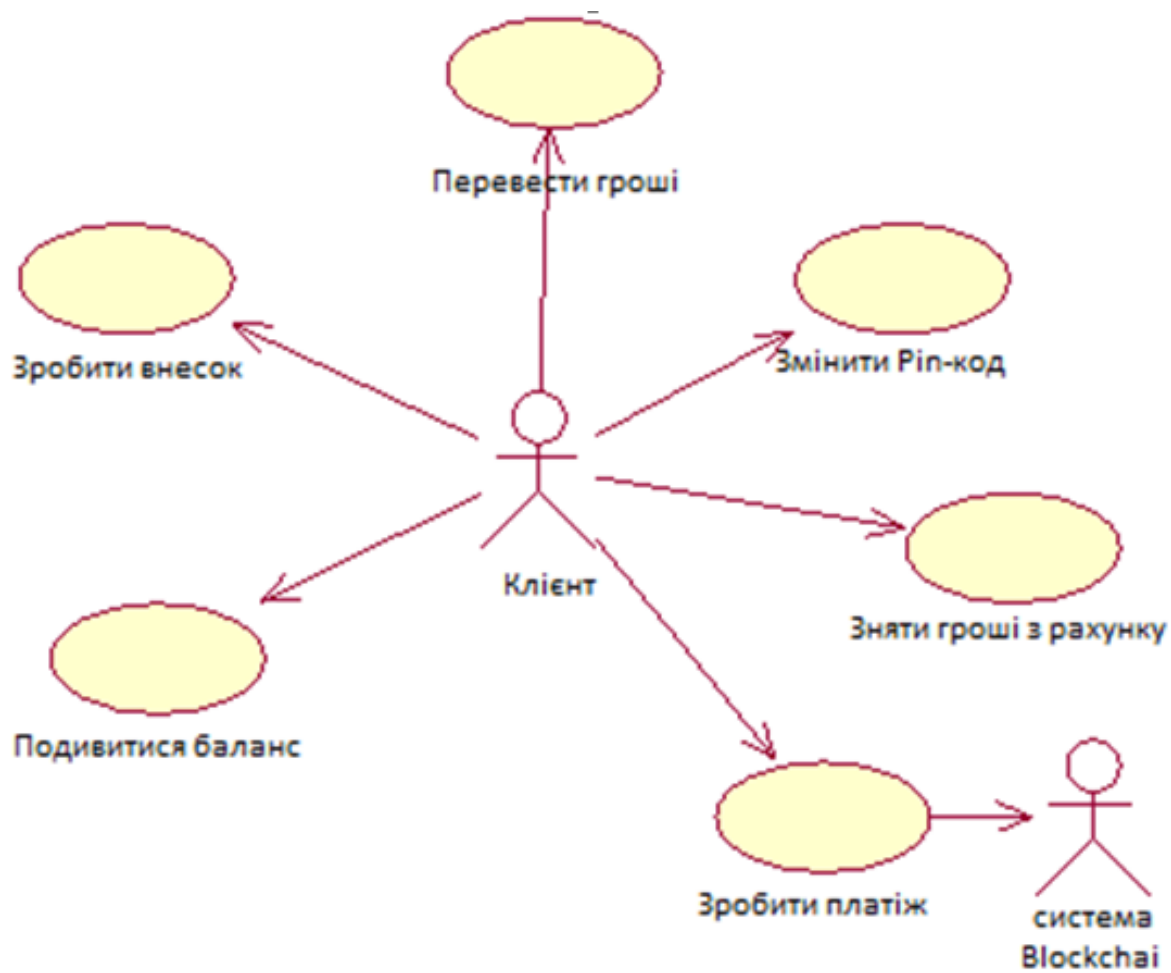 Перевести гроші
Зробити внесок
Змінити Pin-код
Клієнт
Зняти гроші з рахунку
Подивитися баланс
Зробити платіж
система
Blockchai